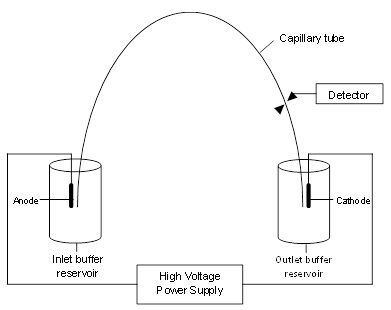 Capillary tube
Detector
Anode
Cathode
Inlet buffer
reservoir
Outlet buffer
reservoir
High Voltage
Power Supply